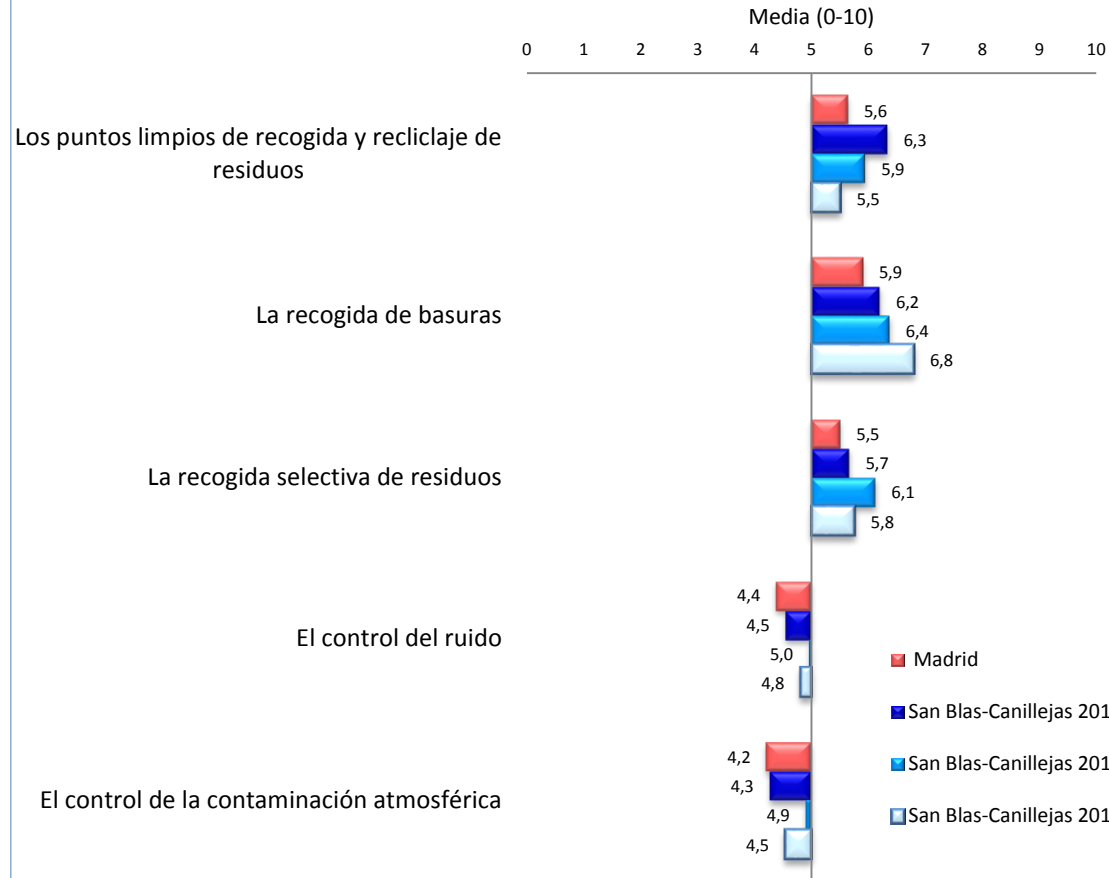 Media (0-10)
0 1 2 3 4 5 6 7 8 9 10
Los puntos limpios de recogida y recliclaje de
residuos
5,6
6,3
5,9
5,5
La recogida de basuras
5,9
6,2
6,4
6,8
La recogida selectiva de residuos
5,5
5,7
6,1
5,8
El control del ruido
4,4
4,5
5,0
4,8
El control de la contaminación atmosférica
4,2
4,3
4,9
4,5
Madrid
San Blas-Canillejas 201
San Blas-Canillejas 201
San Blas-Canillejas 201